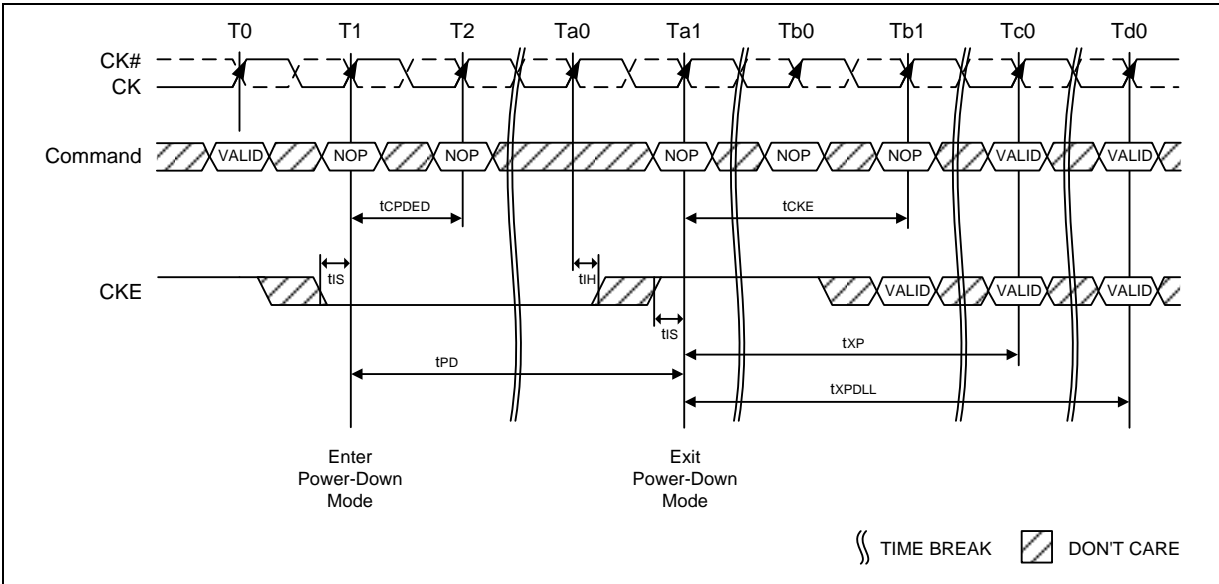 T0 T1 T2 Ta0 Ta1 Tb0 Tb1 Tc0 Td0
CK#
CK
Command VALID NOP NOP NOP NOP NOP VALID VALID
tCPDED tCKE
tIS tIH
CKE VALID VALID VALID
tIS
tXP
tPD
tXPDLL
Enter
Power-Down
Mode
Exit
Power-Down
Mode
TIME BREAK DON'T CARE